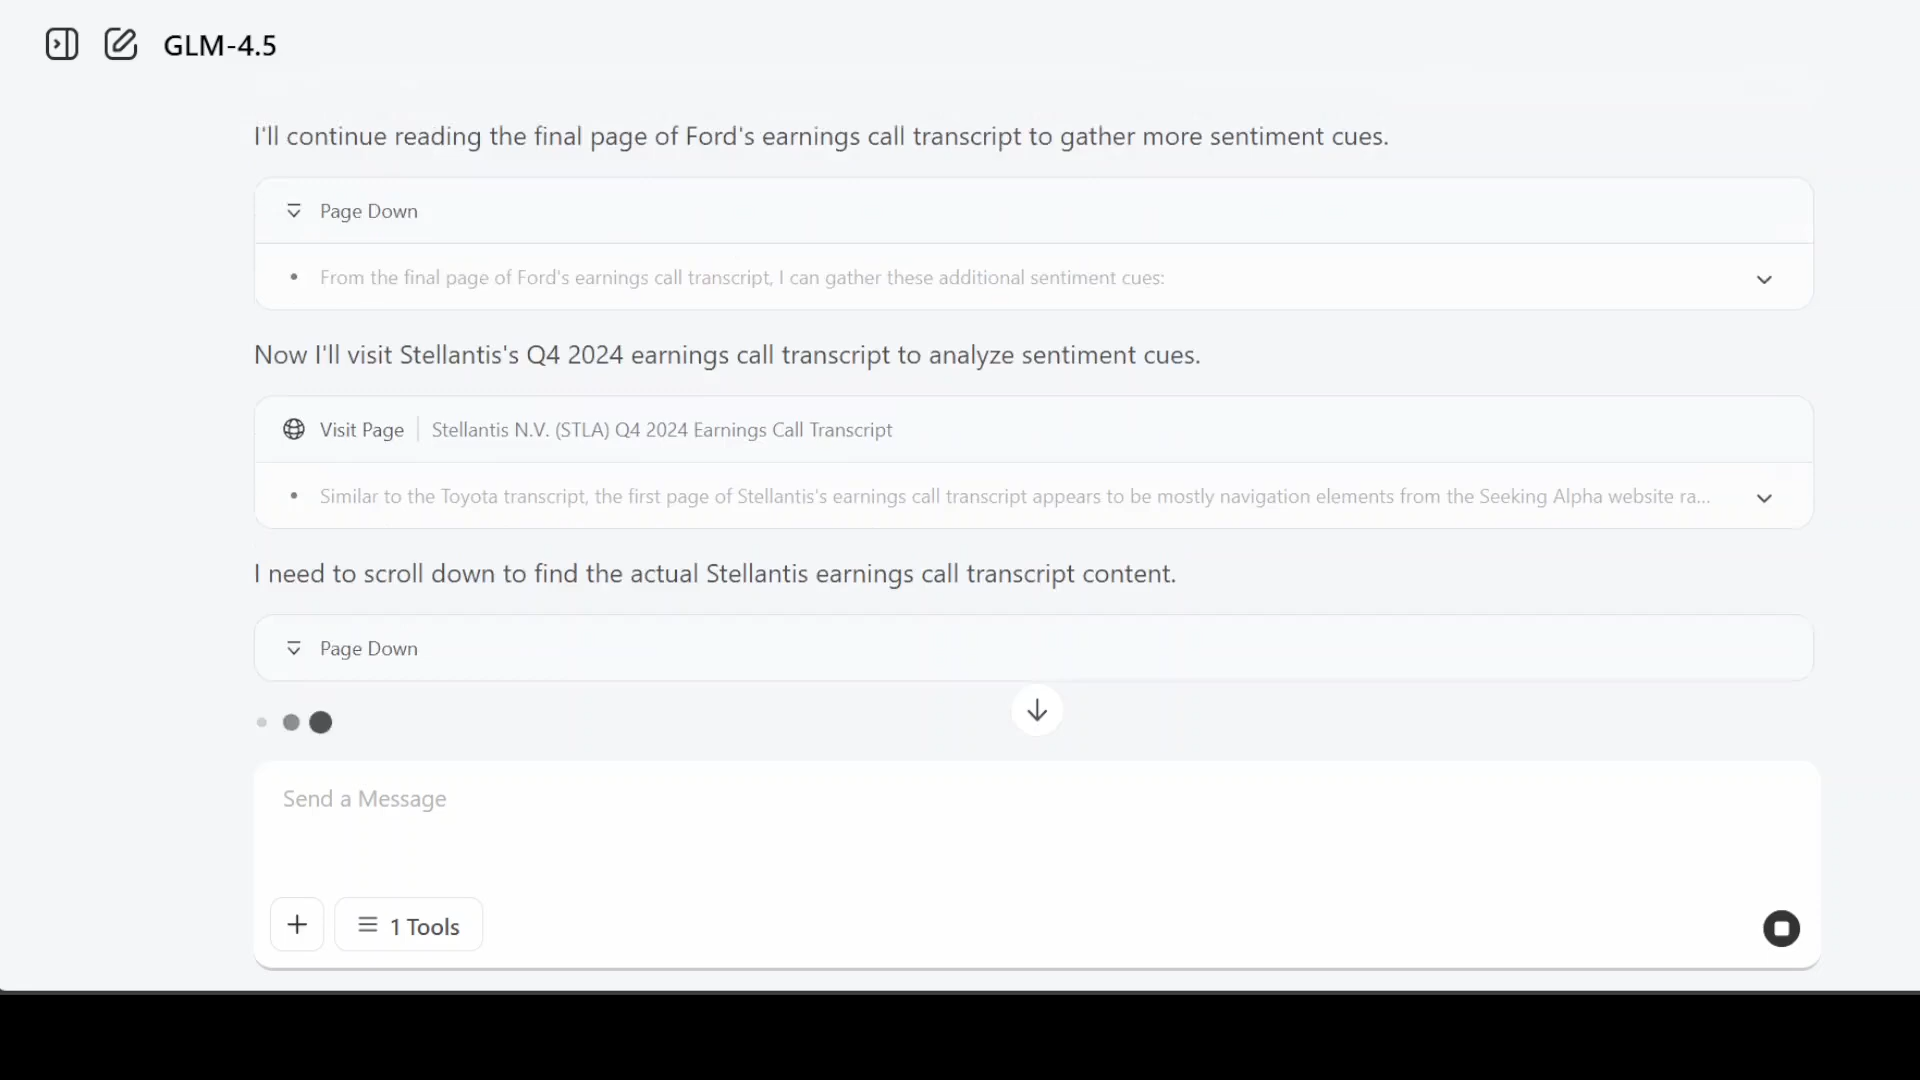 GLM-4.5
I'll continue reading the final page of Ford's earnings call transcript to gather more sentiment cues.
Page Down
• From the final page of Ford's earnings call transcript, I can gather these additional sentiment cues:
Now I'll visit Stellantis's Q4 2024 earnings call transcript to analyze sentiment cues.
Visit Page | Stellantis N.V. (STLA) Q4 2024 Earnings Call Transcript
• Similar to the Toyota transcript, the first page of Stellantis's earnings call transcript appears to be mostly navigation elements from the Seeking Alpha website ra...
I need to scroll down to find the actual Stellantis earnings call transcript content.
Page Down
Send a Message
1 Tools